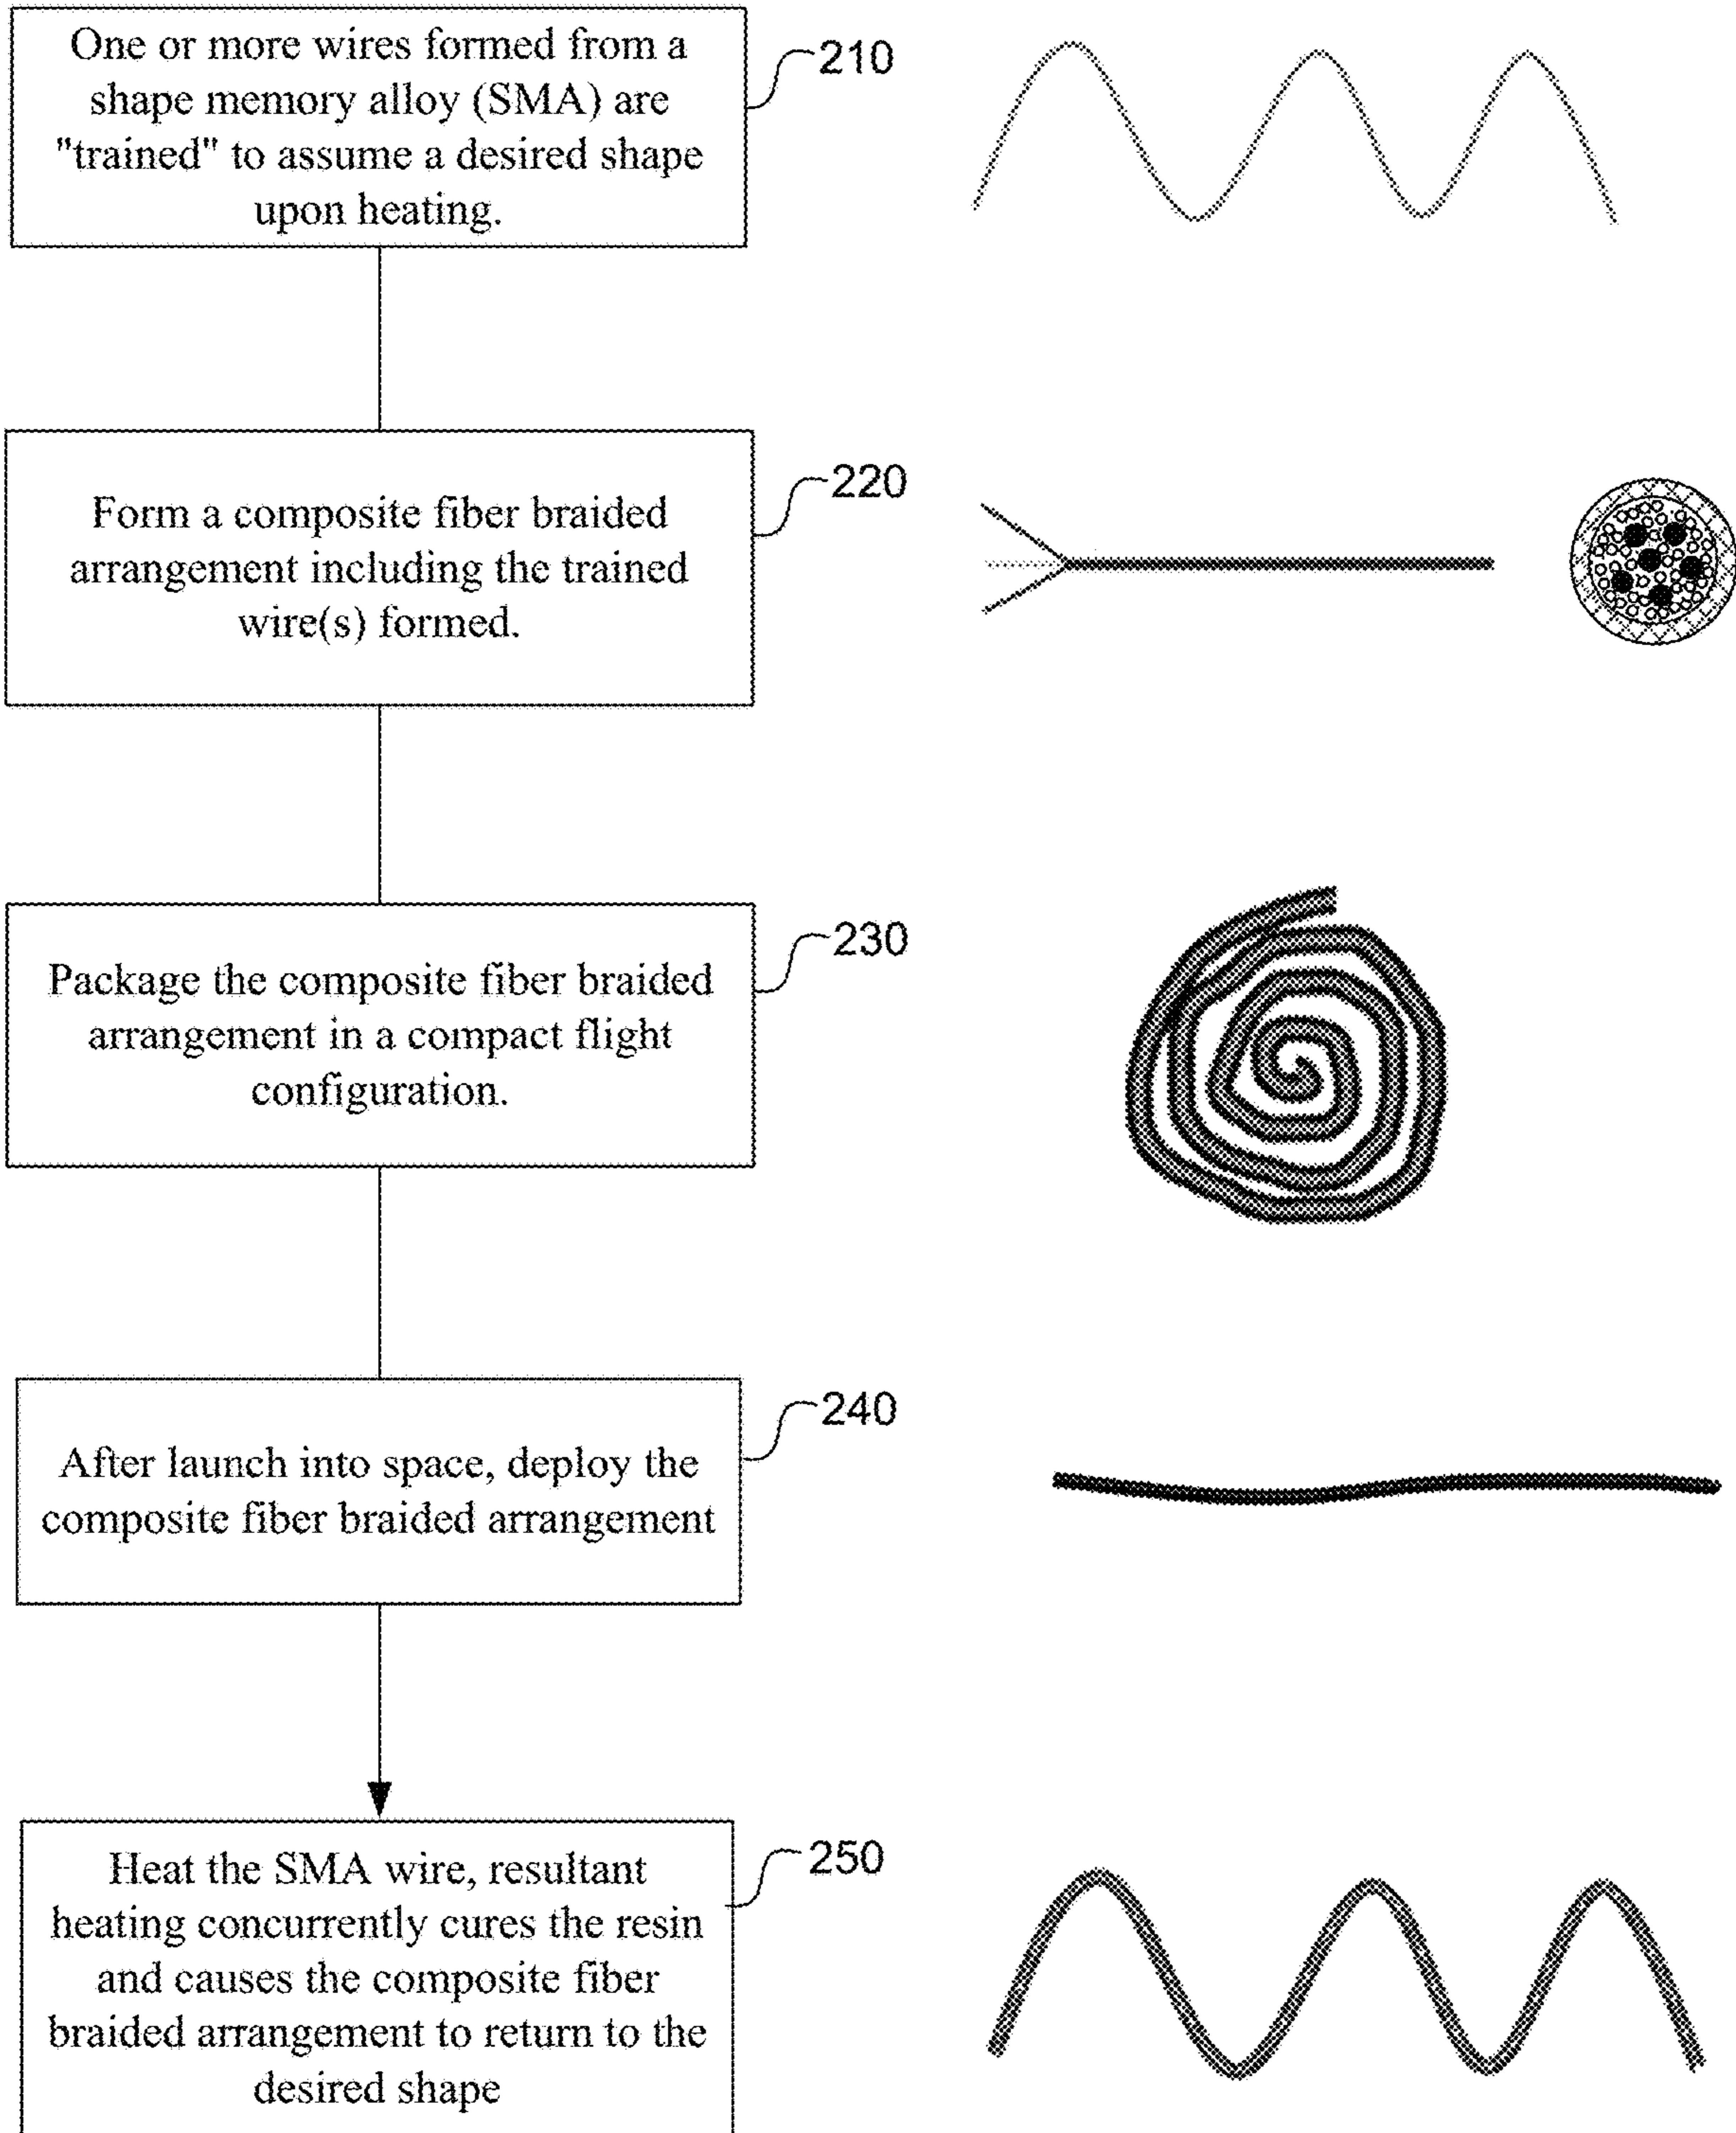 One or more wires formed from a
shape memory alloy (SMA) are
"trained" to assume a desired shape
upon heating.
210
Form a composite fiber braided
arrangement including the trained
wire(s) formed.
220
Package the composite fiber braided
arrangement in a compact flight
configuration.
230
After launch into space, deploy the
composite fiber braided arrangement
240
Heat the SMA wire, resultant
heating concurrently cures the resin
and causes the composite fiber
braided arrangement to return to the
desired shape
250